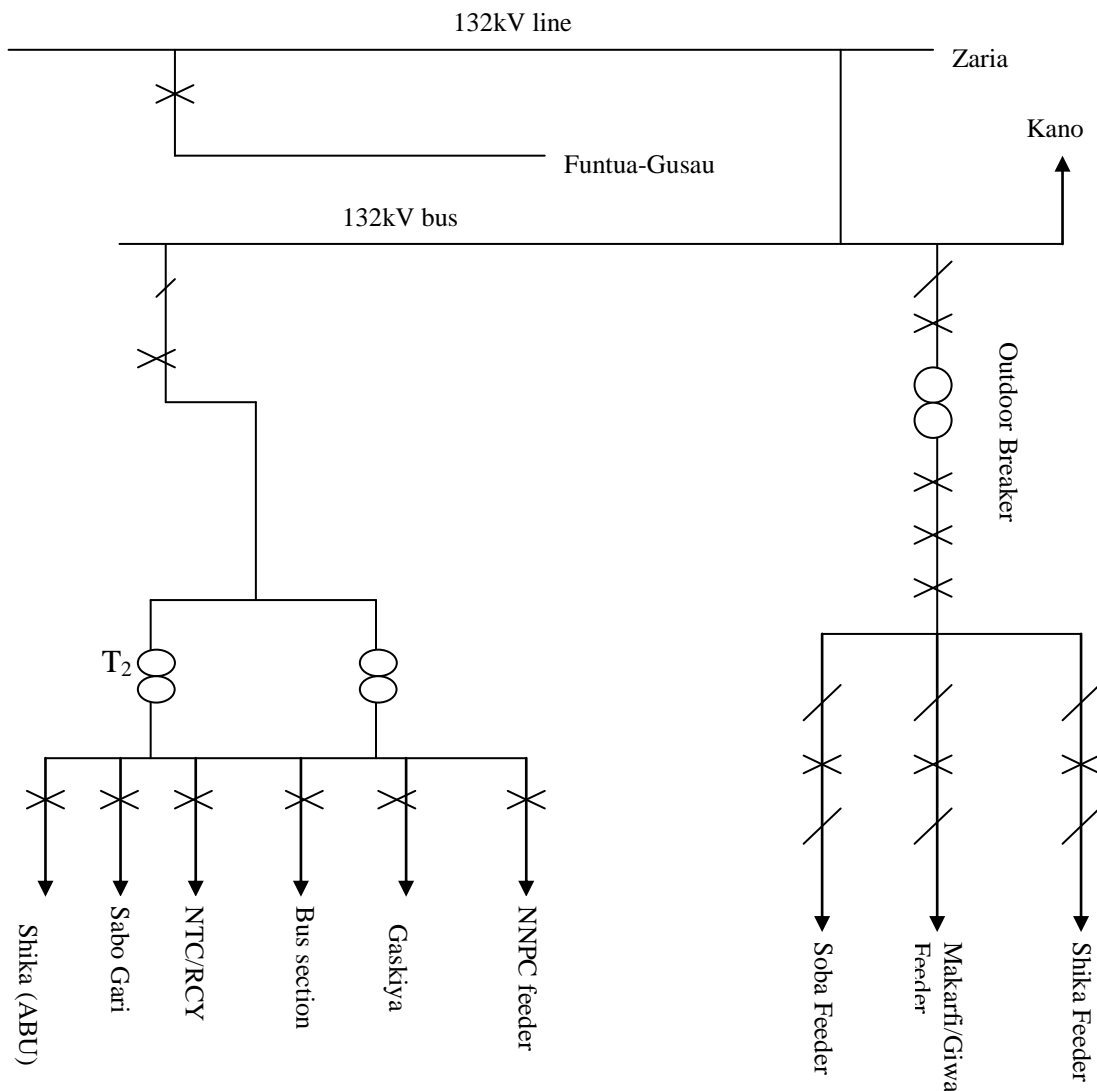 132kV line
Zaria
Kano
Funtua-Gusau
132kV bus
Outdoor Breaker
T₂
Shika (ABU)
Sabo Gari
NTC/RCY
Bus section
Gaskiya
NNPC feeder
Soba Feeder
Makarfi/Giwa
Feeder
Shika Feeder